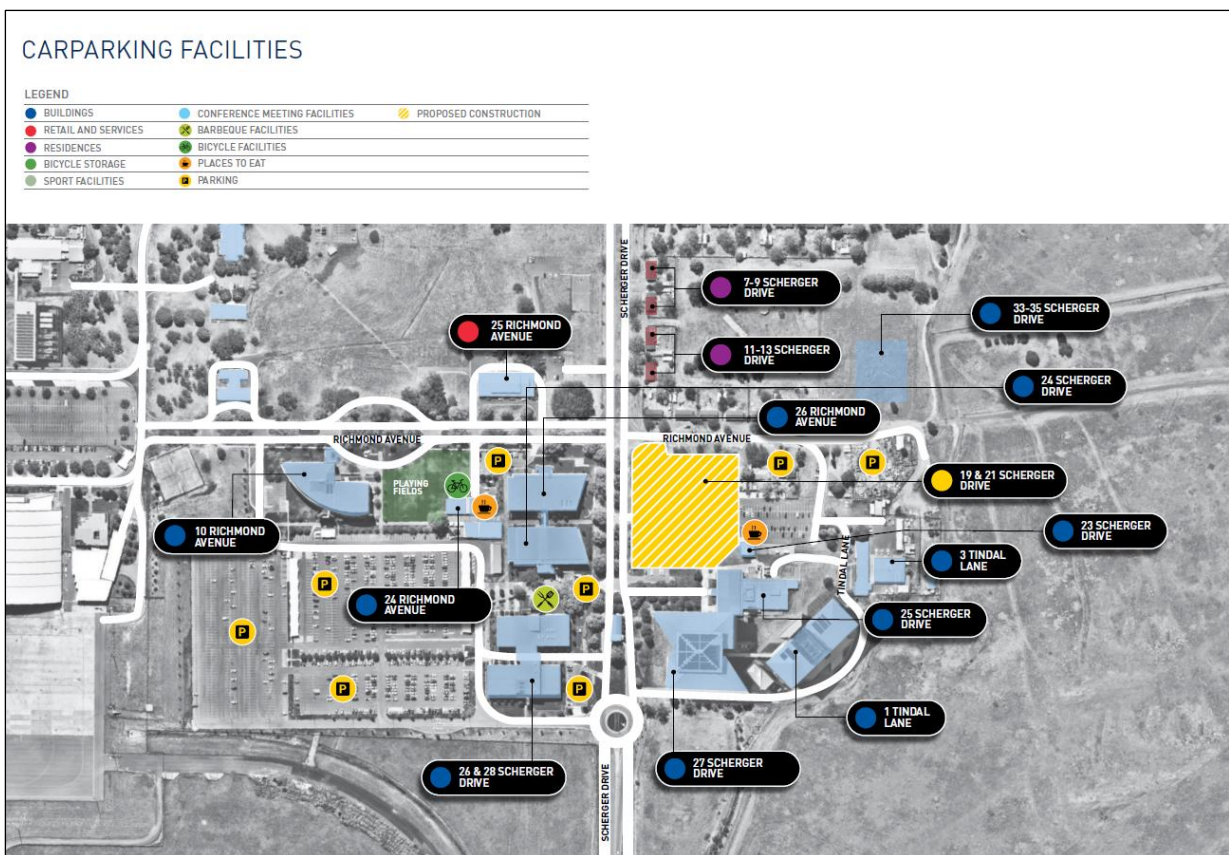 CARPARKING FACILITIES
LEGEND
BUILDINGS
CONFERENCE MEETING FACILITIES
PROPOSED CONSTRUCTION
RETAIL AND SERVICES
BARBEQUE FACILITIES
RESIDENCES
BICYCLE FACILITIES
BICYCLE STORAGE
PLACES TO EAT
SPORT FACILITIES
P
PARKING
SCHERGER DRIVE
7-9 SCHERGER
DRIVE
33-35 SCHERGER
DRIVE
25 RICHMOND
AVENUE
11-13 SCHERGER
DRIVE
24 SCHERGER
DRIVE
26 RICHMOND
AVENUE
RICHMOND AVENUE
RICHMOND AVENUE
P
P
P
PLAYING
FIELDS
19 & 21 SCHERGER
DRIVE
10 RICHMOND
AVENUE
23 SCHERGER
DRIVE
TINDAL LANE
3 TINDAL
LANE
P
P
24 RICHMOND
AVENUE
25 SCHERGER
DRIVE
P
P
P
1 TINDAL
LANE
26 & 28 SCHERGER
DRIVE
27 SCHERGER
DRIVE
SCHERGER DRIVE